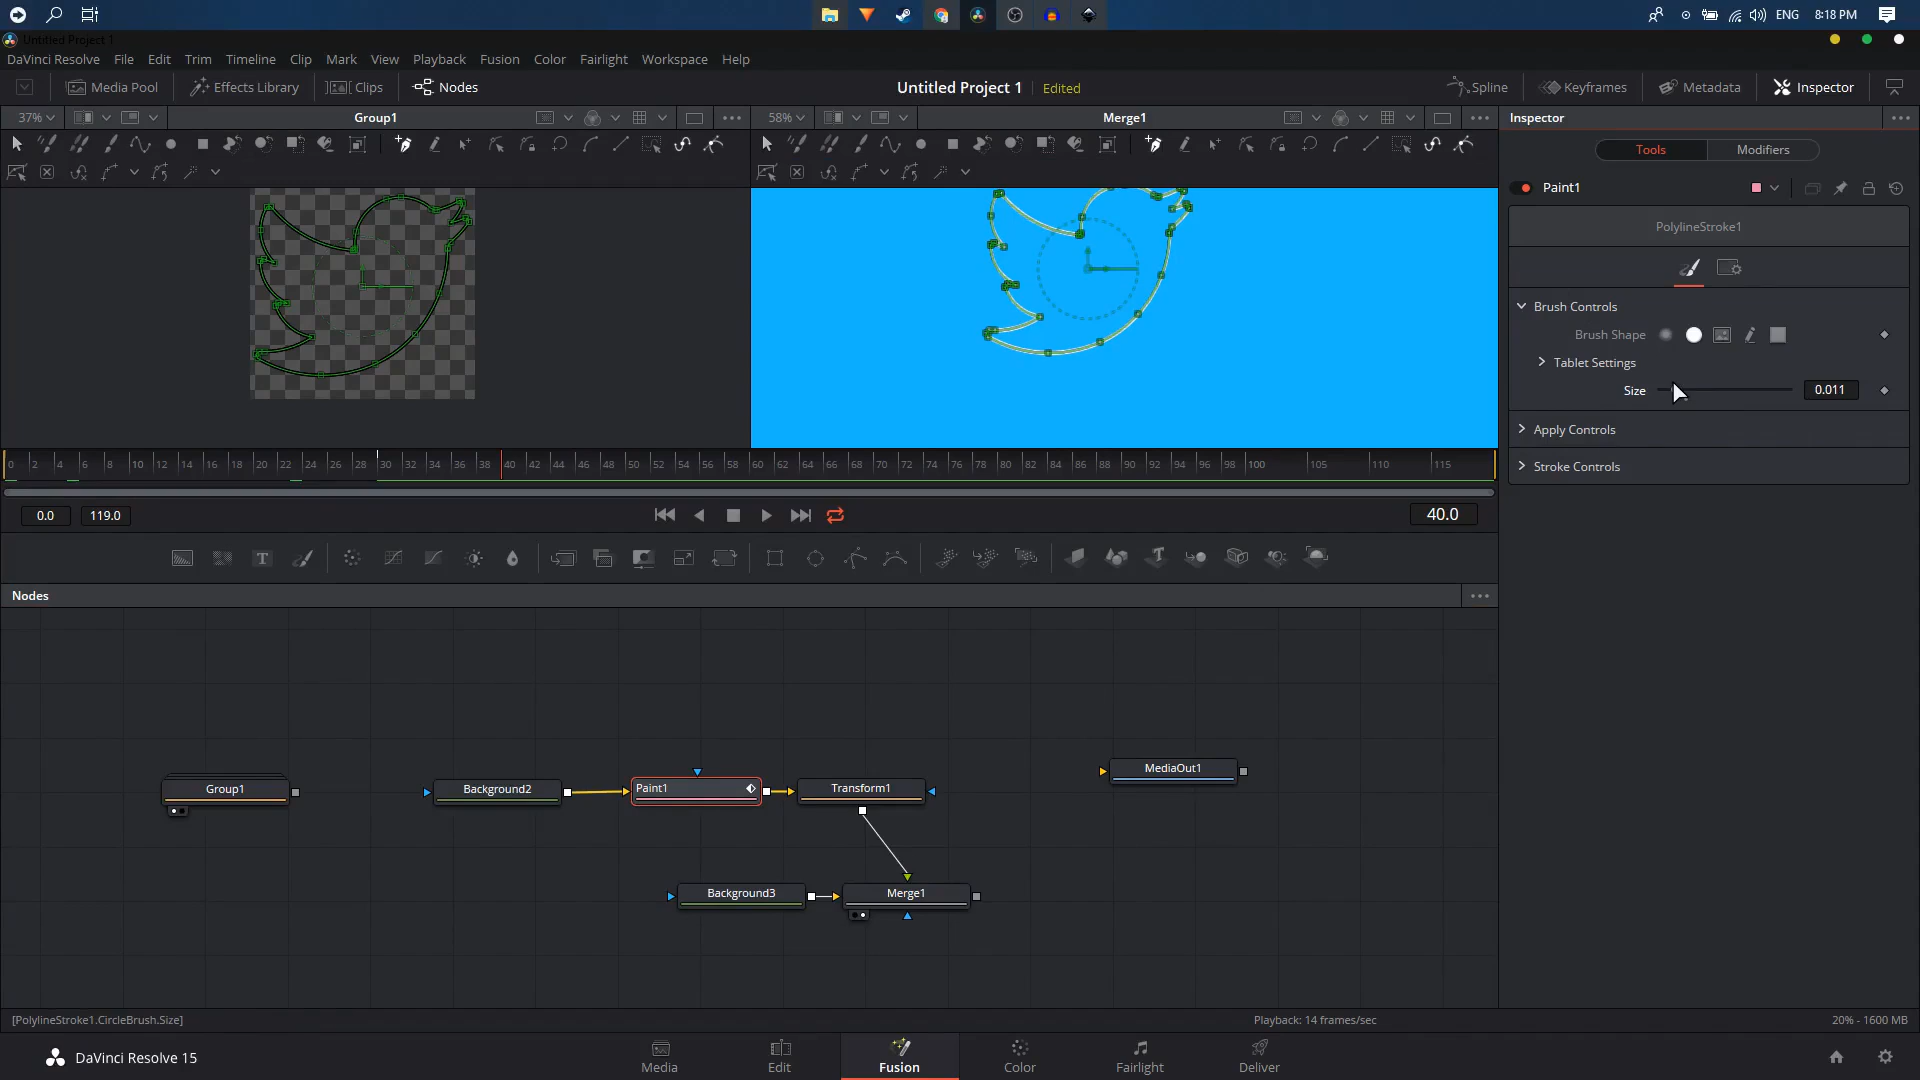 ENG 8:18 PM
Untitled Project 1
DaVinci Resolve File Edit Trim Timeline Clip Mark View Playback Fusion Color Fairlight Workspace Help
Media Pool Effects Library Clips Nodes Untitled Project 1 Edited Spline Keyframes Metadata Inspector
37% Group1 58% Merge1 Inspector
Tools Modifiers
Paint1
PolylineStroke1
Brush Controls
Brush Shape
Tablet Settings
Size 0.011
Apply Controls
Stroke Controls
0 2 4 6 8 10 12 14 16 18 20 22 24 26 28 30 32 34 36 38 40 42 44 46 48 50 52 54 56 58 60 62 64 66 68 70 72 74 76 78 80 82 84 86 88 90 92 94 96 98 100 105 110 115
0.0 119.0 40.0
Nodes
Group1 Background2 Paint1 Transform1 MediaOut1
Background3 Merge1
[PolylineStroke1.CircleBrush.Size] Playback: 14 frames/sec 20% - 1600 MB
DaVinci Resolve 15 Media Edit Fusion Color Fairlight Deliver